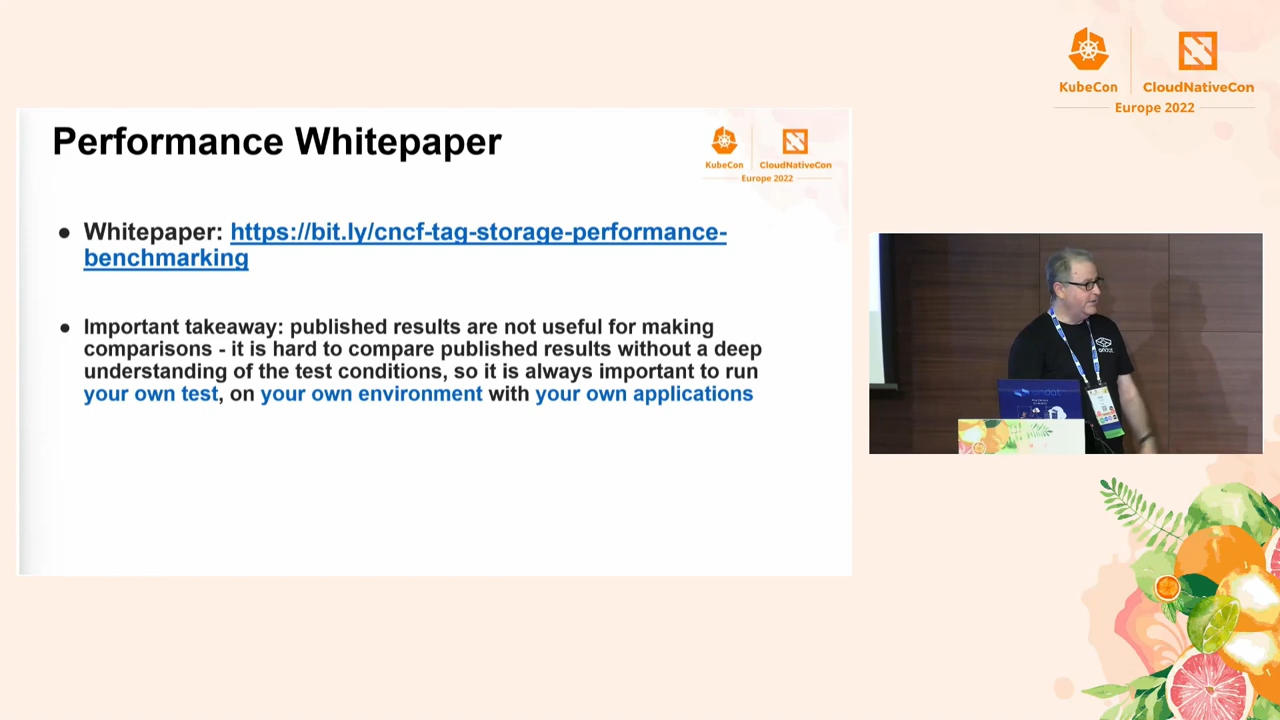 KubeCon
CloudNativeCon
Europe 2022
Performance Whitepaper
KubeCon
CloudNativeCon
Europe 2022
● Whitepaper: https://bit.ly/cncf-tag-storage-performance-
benchmarking
● Important takeaway: published results are not useful for making
comparisons - it is hard to compare published results without a deep
understanding of the test conditions, so it is always important to run
your own test, on your own environment with your own applications
ondat
ondat